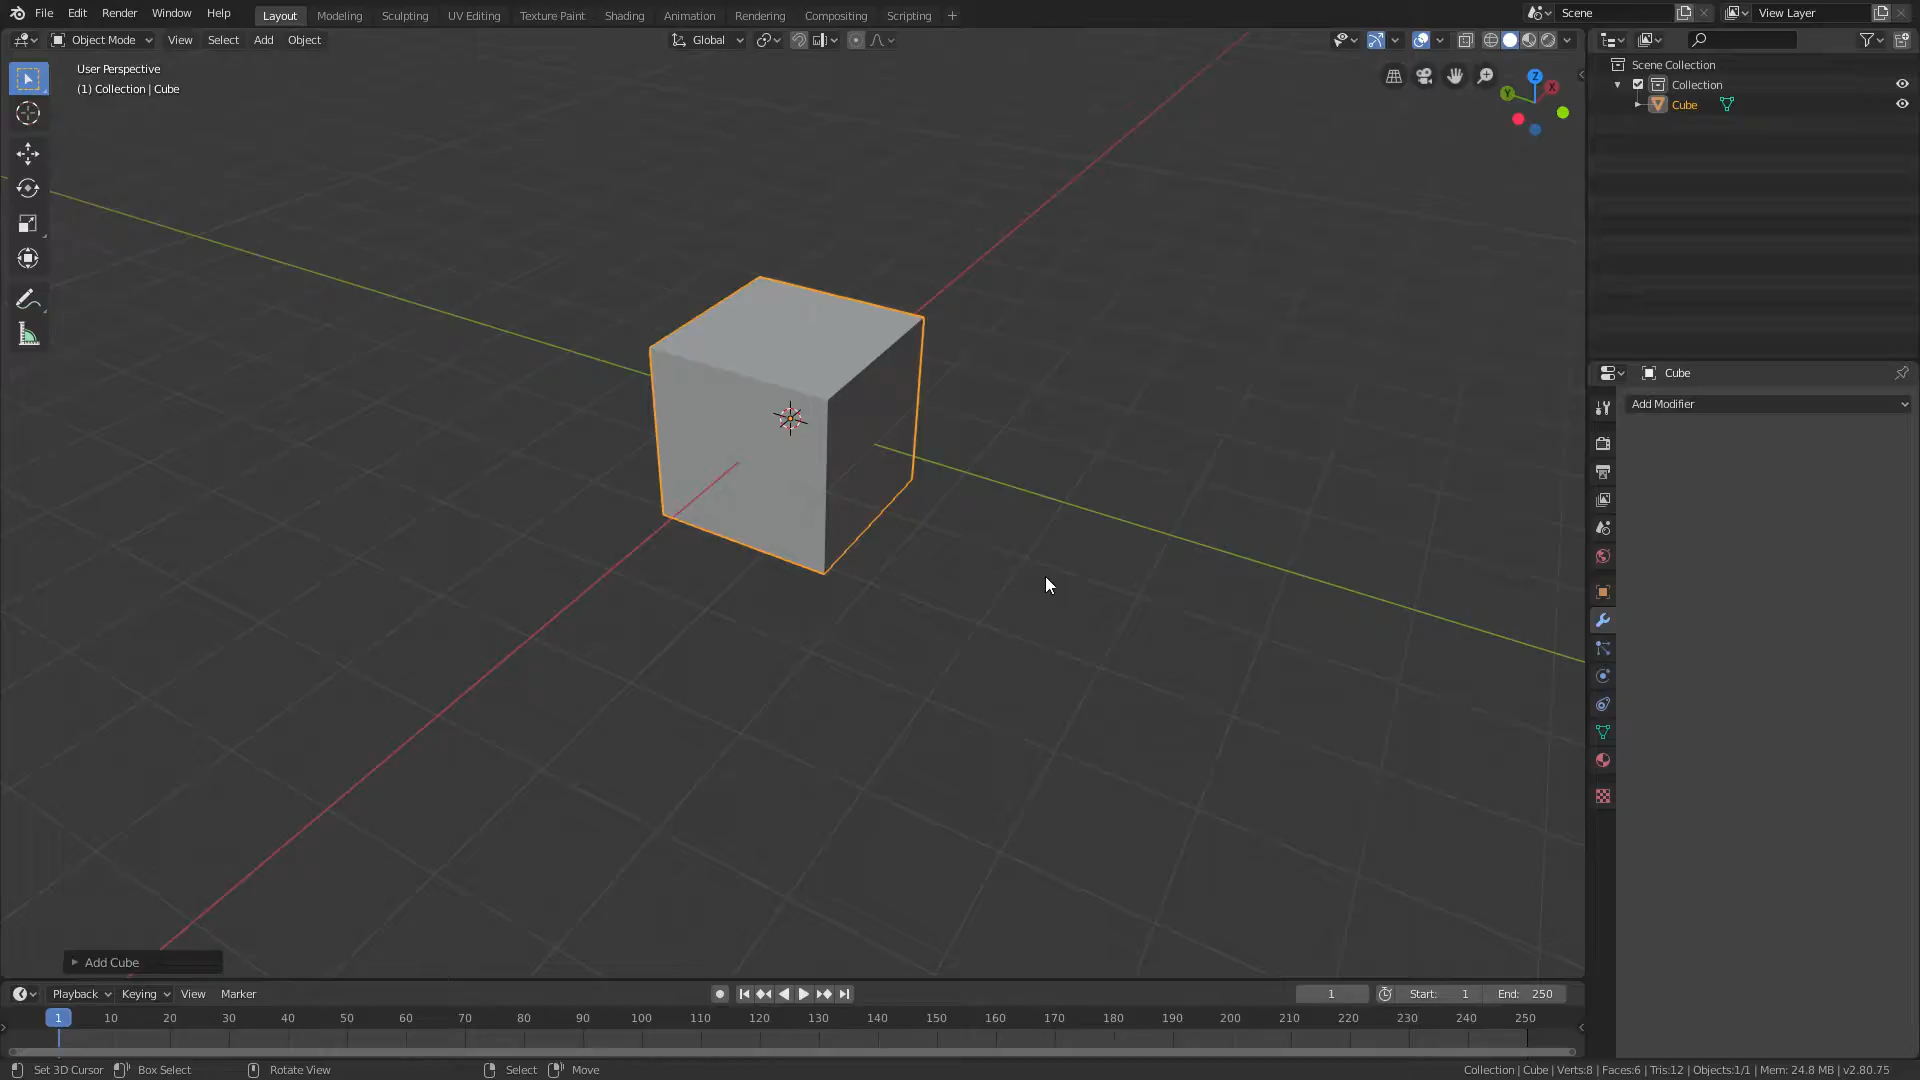 File Edit Render Window Help Layout Modeling Sculpting UV Editing Texture Paint Shading Animation Rendering Compositing Scripting + Scene View Layer
Object Mode View Select Add Object Global
User Perspective
(1) Collection | Cube
Z
X
Y
Scene Collection
Collection
Cube
Cube
Add Modifier
Add Cube
Playback Keying View Marker 1 Start: 1 End: 250
1 10 20 30 40 50 60 70 80 90 100 110 120 130 140 150 160 170 180 190 200 210 220 230 240 250
Set 3D Cursor Box Select Rotate View Select Move Collection | Cube | Verts:8 | Faces:6 | Tris:12 | Objects:1/1 | Mem: 24.8 MB | v2.80.75